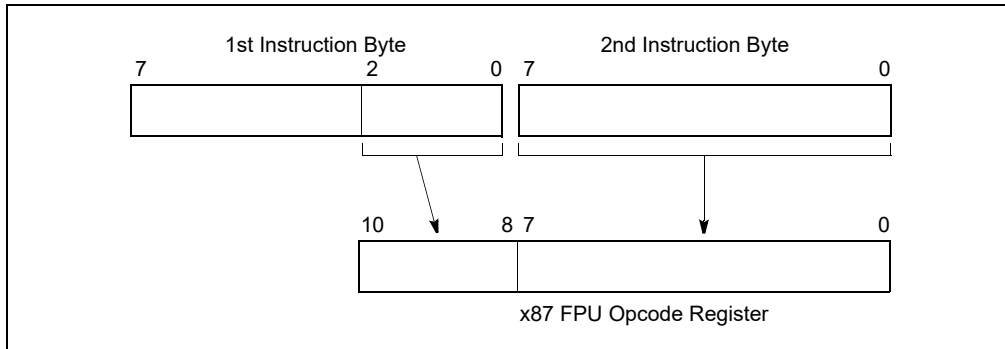 1st Instruction Byte 2nd Instruction Byte
7 2 0 7 0
10 8 7 0
x87 FPU Opcode Register